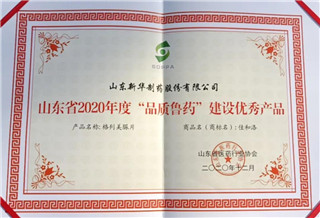 山东新华制药股份有限公司
山东省2020年度“品质鲁药”建设优秀产品
产品名称:格列美脲片 商品名(商标名):佳和洛
山东省医药行业协会
二〇二〇年十二月